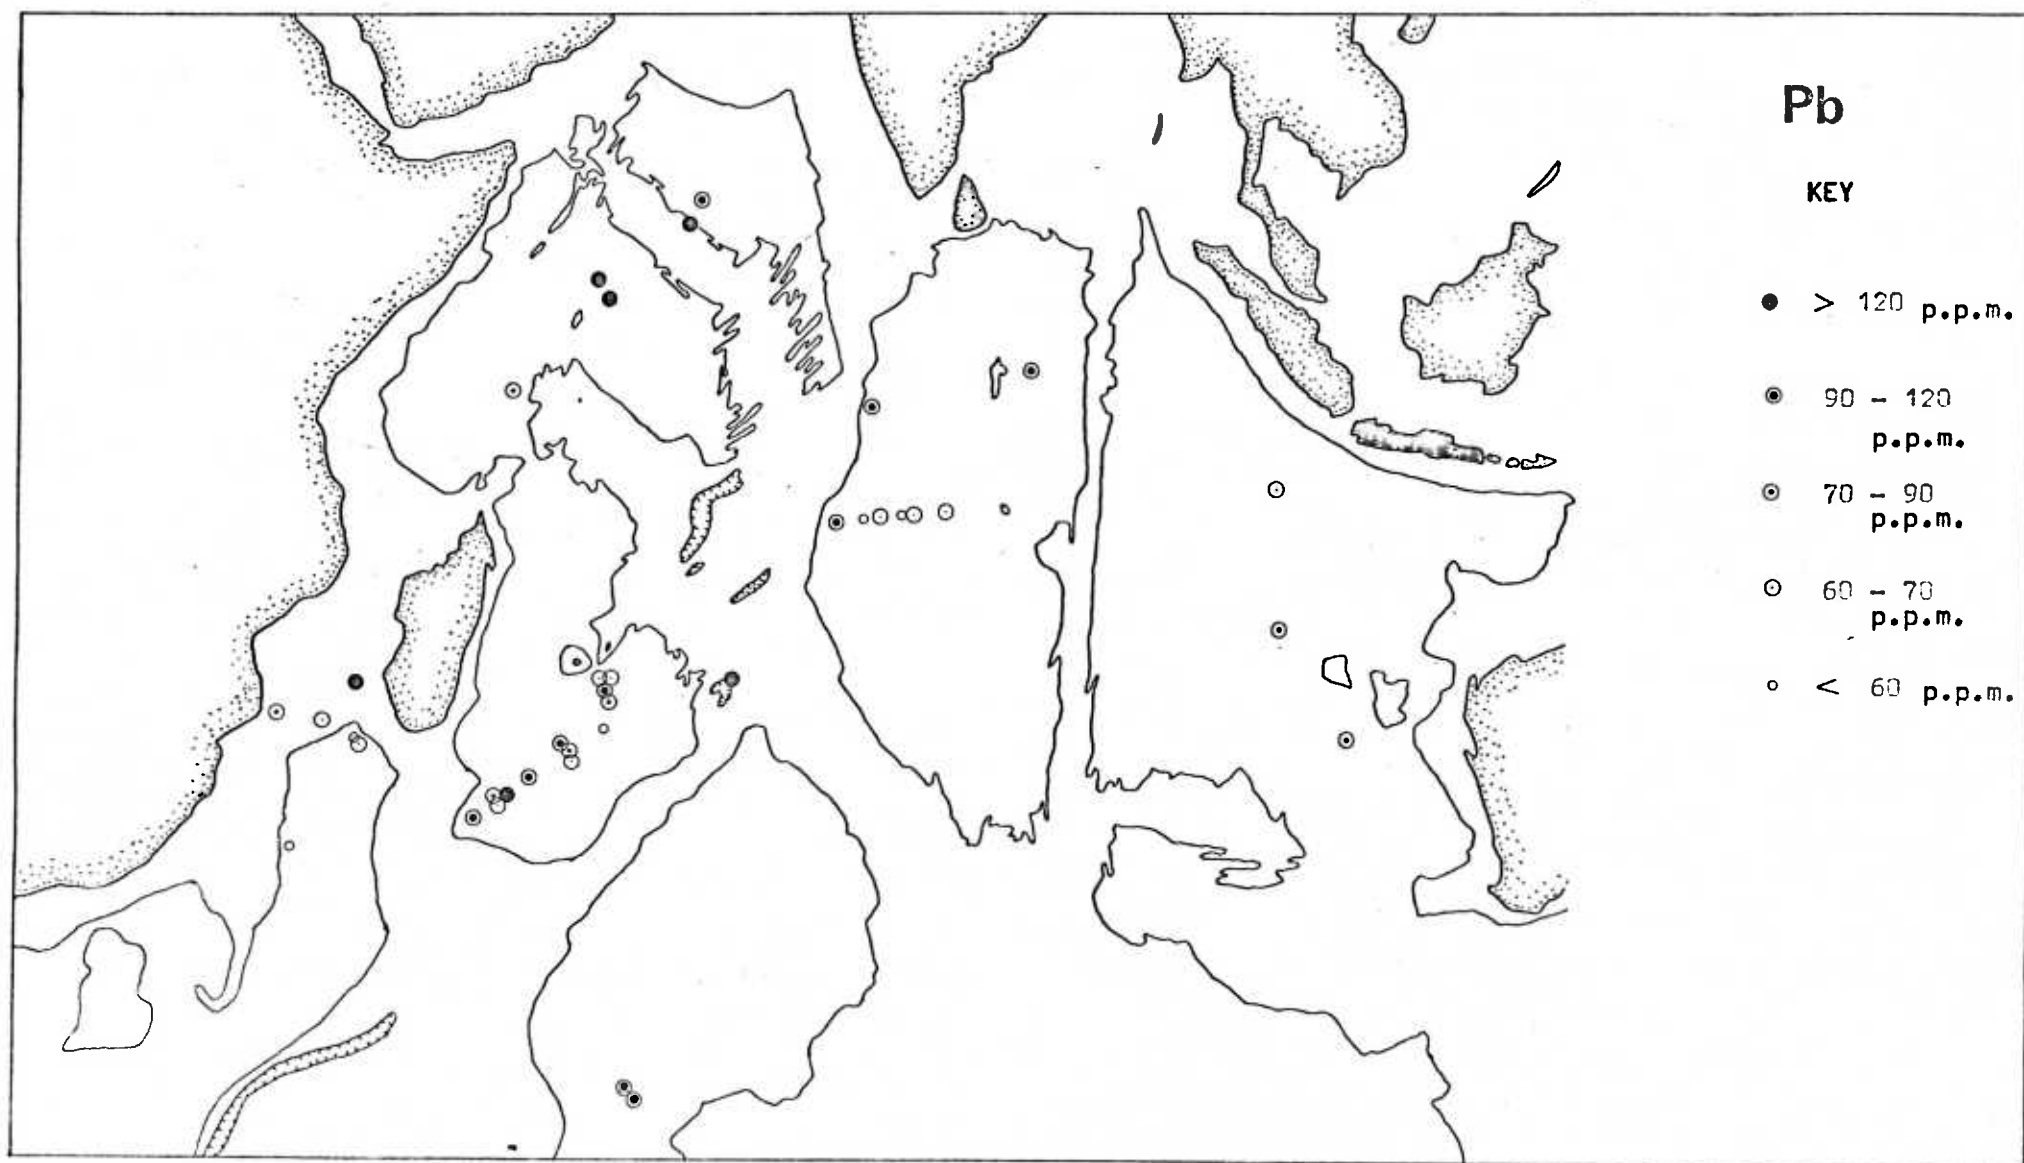 Pb
KEY
> 120 p.p.m.
90 – 120
p.p.m.
70 – 90
p.p.m.
60 – 70
p.p.m.
< 60 p.p.m.